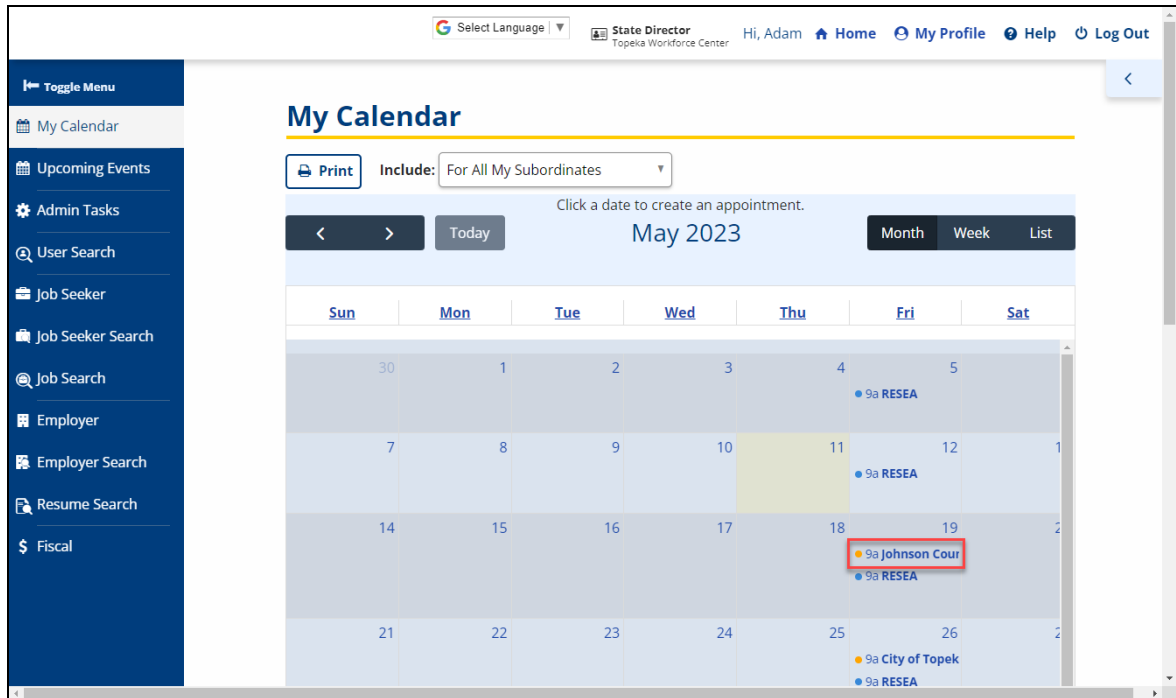 Select Language ▼
State Director
Topeka Workforce Center
Hi, Adam
Home
My Profile
Help
Log Out
Toggle Menu
My Calendar
Upcoming Events
Admin Tasks
User Search
Job Seeker
Job Seeker Search
Job Search
Employer
Employer Search
Resume Search
$ Fiscal
My Calendar
Print
Include: For All My Subordinates ▼
Click a date to create an appointment.
< > Today May 2023 Month Week List
Sun Mon Tue Wed Thu Fri Sat
30 1 2 3 4 5
9a RESEA
7 8 9 10 11 12 1
9a RESEA
14 15 16 17 18 19 2
9a Johnson Cour
9a RESEA
21 22 23 24 25 26 2
9a City of Topek
9a RESEA